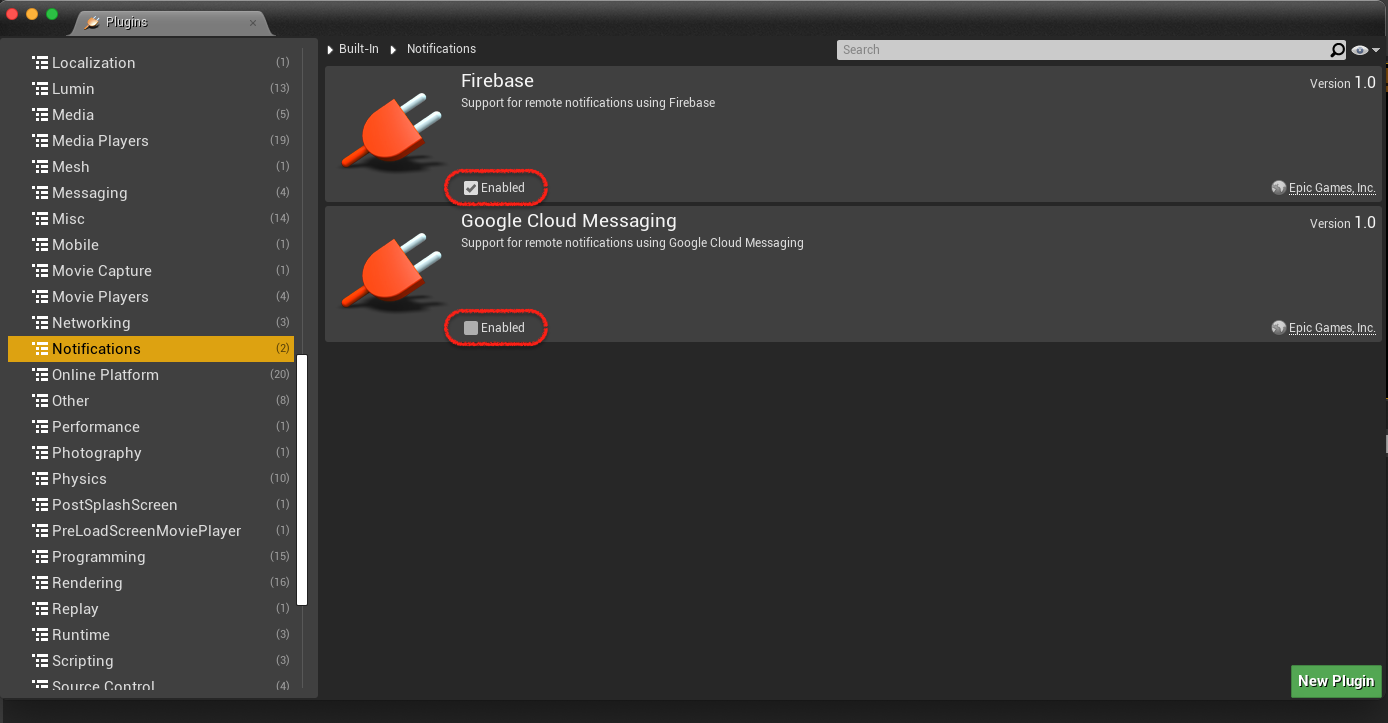 Plugins
Localization (1)
Lumin (13)
Media (5)
Media Players (19)
Mesh (1)
Messaging (4)
Misc (14)
Mobile (1)
Movie Capture (1)
Movie Players (4)
Networking (3)
Notifications (2)
Online Platform (20)
Other (8)
Performance (1)
Photography (1)
Physics (10)
PostSplashScreen (1)
PreLoadScreenMoviePlayer (1)
Programming (15)
Rendering (16)
Replay (1)
Runtime (3)
Scripting (3)
Source Control (4)
Built-In Notifications
Search
Firebase
Version 1.0
Support for remote notifications using Firebase
Enabled
Epic Games, Inc.
Google Cloud Messaging
Version 1.0
Support for remote notifications using Google Cloud Messaging
Enabled
Epic Games, Inc.
New Plugin